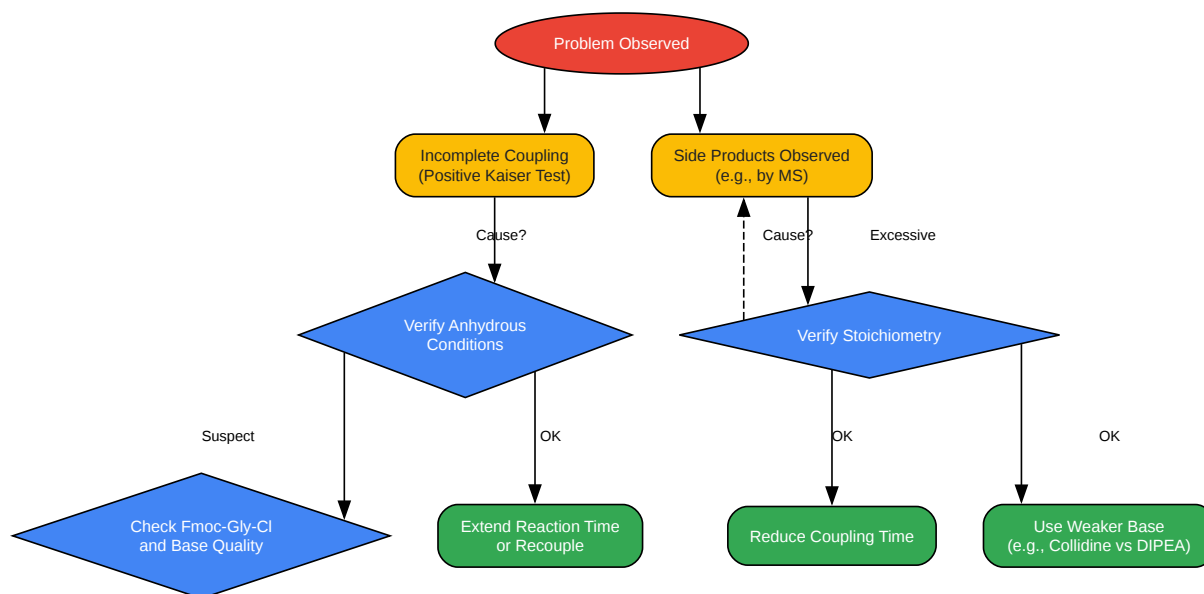 Problem Observed
Incomplete Coupling
(Positive Kaiser Test)
Side Products Observed
(e.g., by MS)
Cause?
Cause?
Excessive
Verify Anhydrous
Conditions
Verify Stoichiometry
Suspect
OK
OK
OK
Check Fmoc-Gly-Cl
and Base Quality
Extend Reaction Time
or Recouple
Reduce Coupling Time
Use Weaker Base
(e.g., Collidine vs DIPEA)